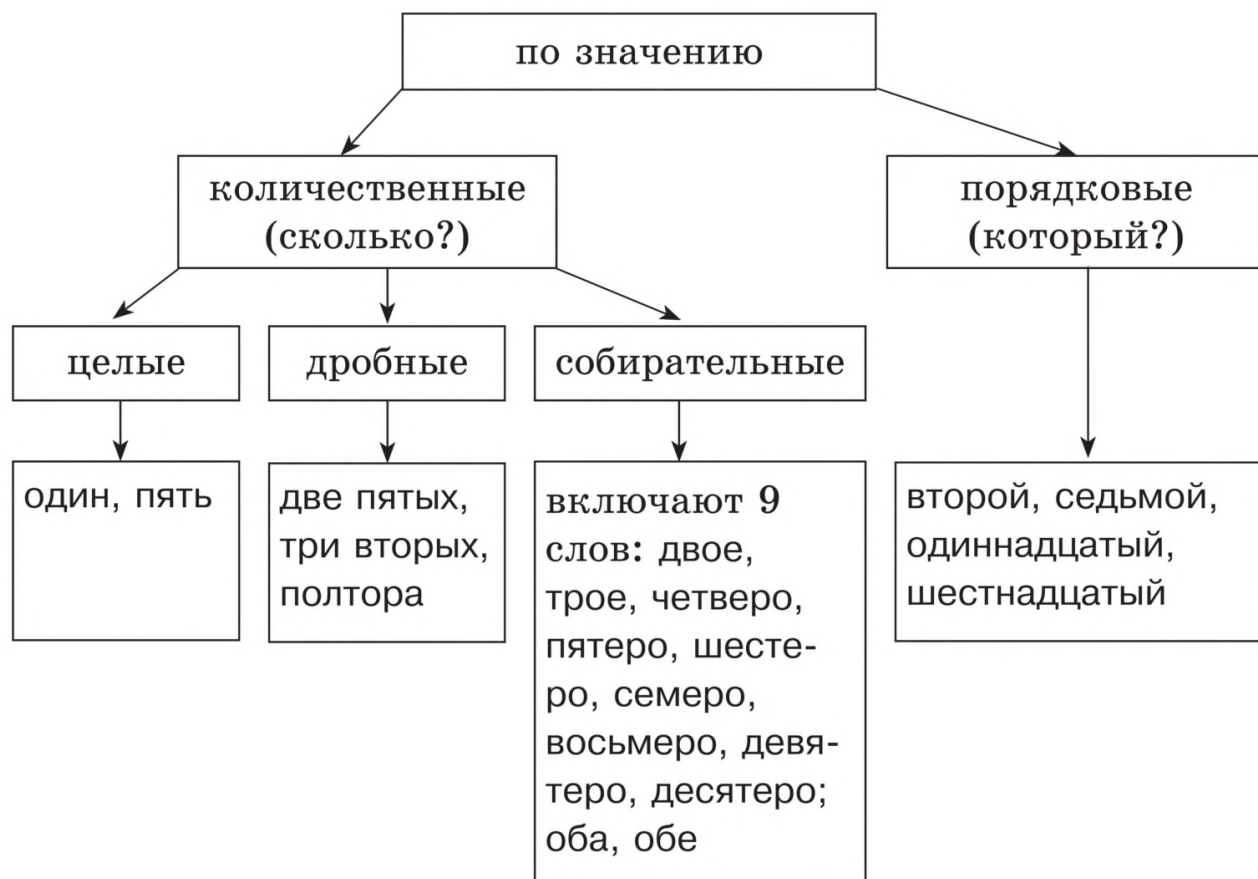 по значению
количественные
(сколько?)
порядковые
(который?)
целые
дробные
собирательные
один, пять
две пятых,
три вторых,
полтора
включают 9
слов: двое,
трое, четверо,
пятеро, шесте-
ро, семеро,
восьмеро, девя-
теро, десятеро;
оба, обе
второй, седьмой,
одиннадцатый,
шестнадцатый